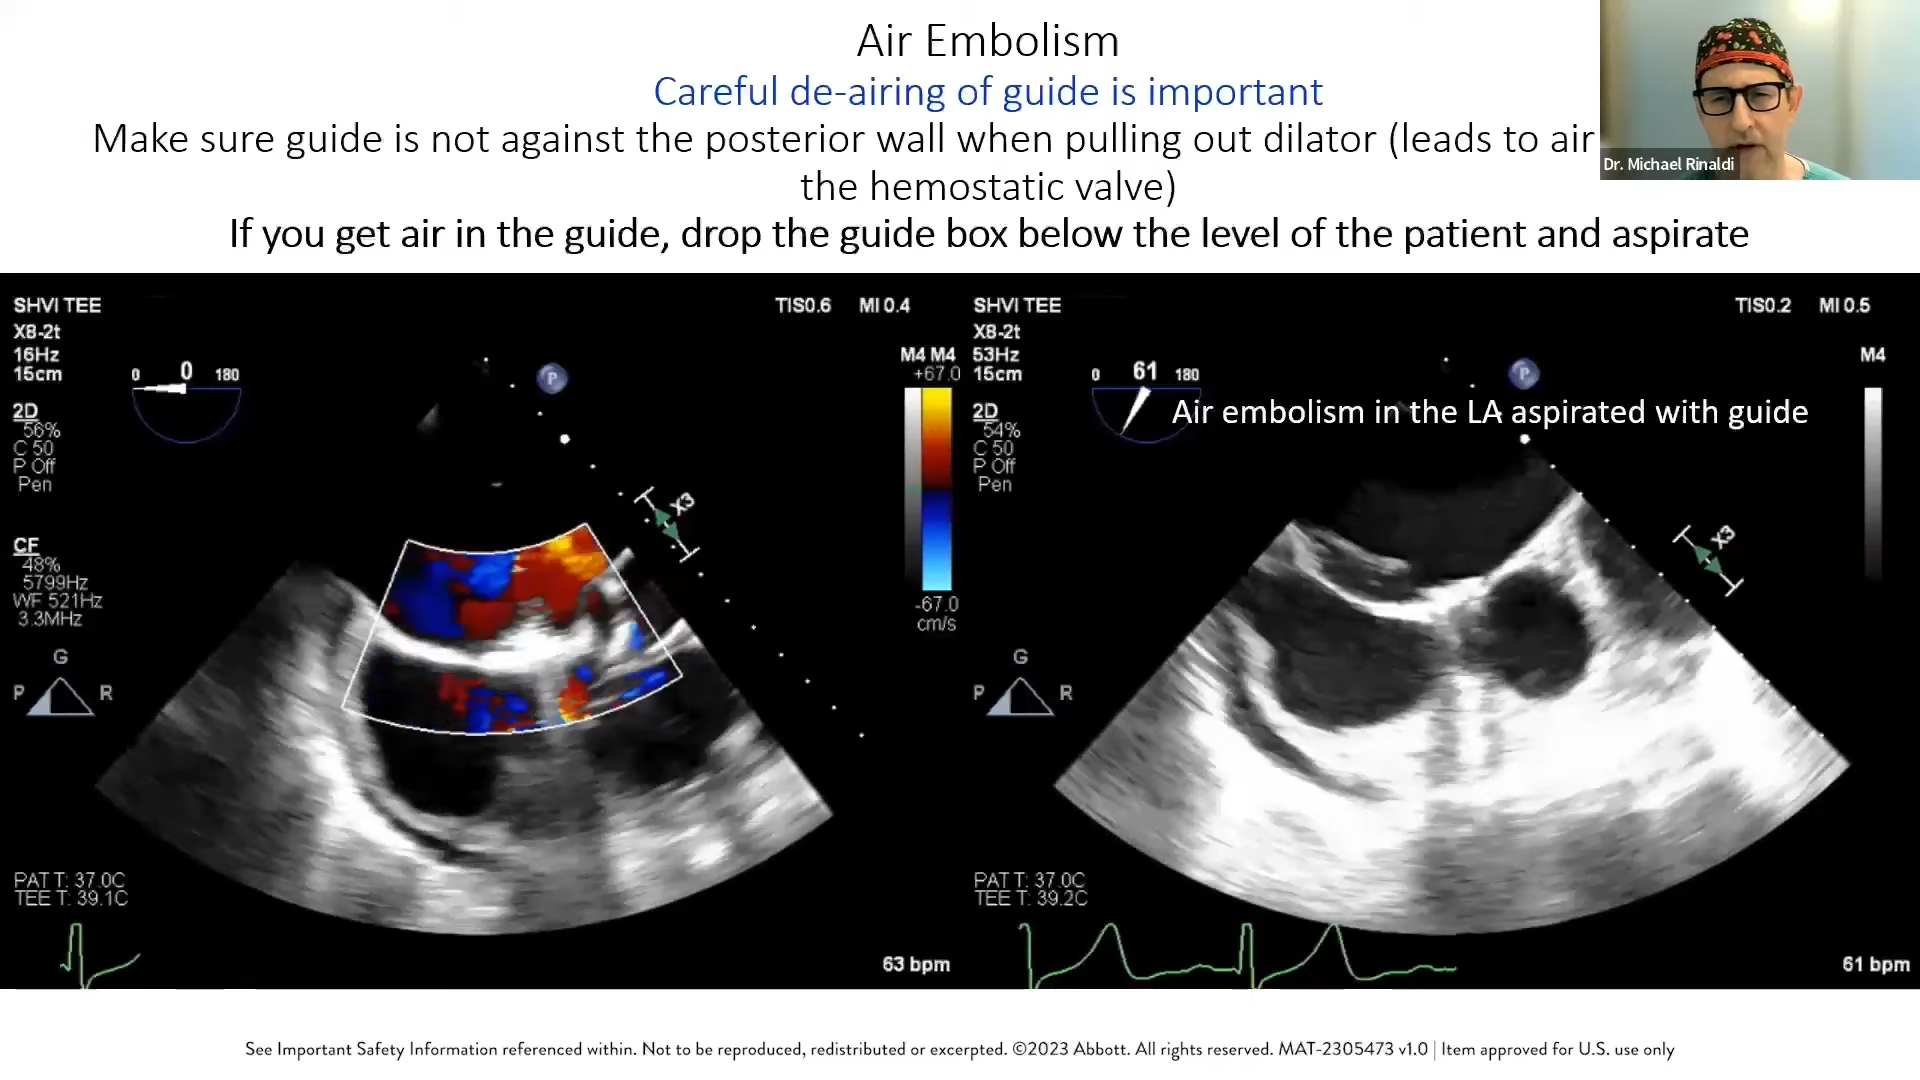 Air Embolism
Careful de-airing of guide is important
Make sure guide is not against the posterior wall when pulling out dilator (leads to air
the hemostatic valve)
If you get air in the guide, drop the guide box below the level of the patient and aspirate
Dr. Michael Rinaldi
SHVI TEE
X8-2t
16Hz
15cm
TIS0.6 MI 0.4
0 0 180
P
M4 M4
+67.0
2D
56%
C 50
P Off
Pen
X3
CF
48%
5799Hz
WF 521Hz
3.3MHz
-67.0
cm/s
G
P R
PAT T: 37.0C
TEE T: 39.1C
63 bpm
SHVI TEE
X8-2t
53Hz
15cm
TIS0.2 MI 0.5
0 61 180
P
M4
Air embolism in the LA aspirated with guide
2D
54%
C 50
P Off
Pen
X3
G
P R
PAT T: 37.0C
TEE T: 39.2C
61 bpm
See Important Safety Information referenced within. Not to be reproduced, redistributed or excerpted. ©2023 Abbott. All rights reserved. MAT-2305473 v1.0 | Item approved for U.S. use only